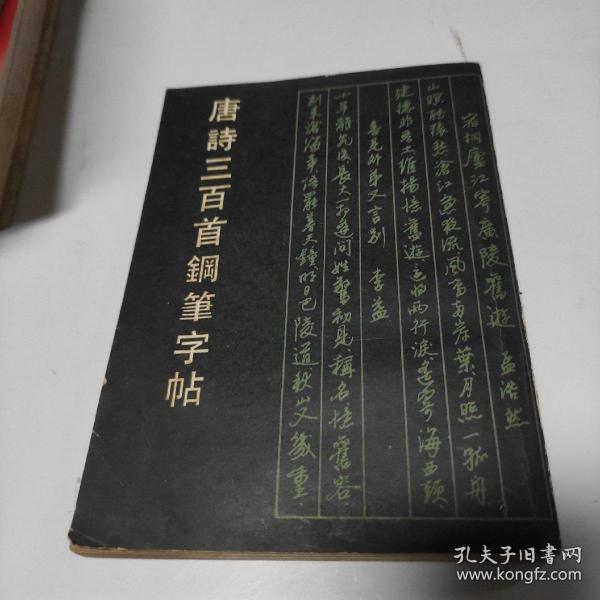 唐詩三百首鋼筆字帖
宿桐廬江寄廣陵舊遊 孟浩然
山暝聽猿愁滄江急夜流風鳴兩岸葉月照一孤舟
建德非吾土維揚憶舊遊還將兩行淚遙寄海西頭
喜見外弟又言別 李益
十年離亂後長大一相逢問姓驚初見稱名憶舊容
別來滄海事語罷暮天鐘明日巴陵道秋山又幾重
孔夫子旧书网
www.kongfz.com